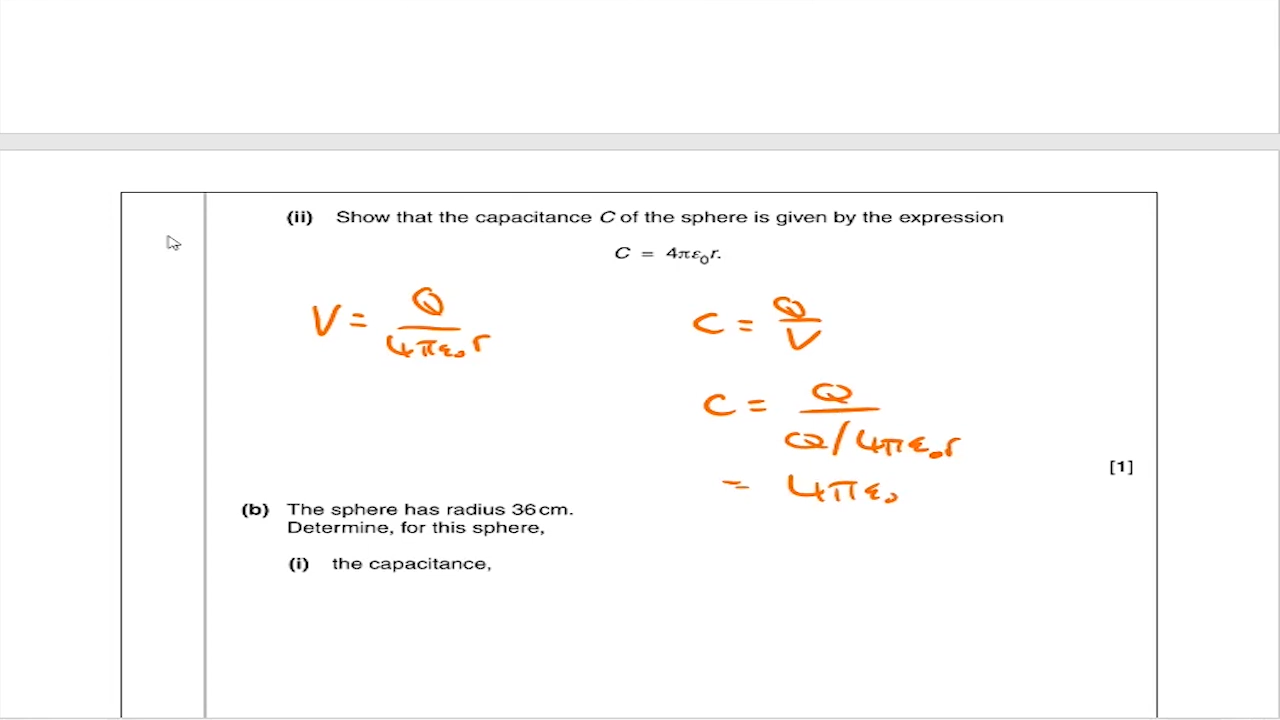 (ii) Show that the capacitance C of the sphere is given by the expression
C = 4πε₀r.
V = Q / 4πε₀r
C = Q / V
C = Q / Q/4πε₀r
= 4πε₀
[1]
(b) The sphere has radius 36 cm.
Determine, for this sphere,
(i) the capacitance,